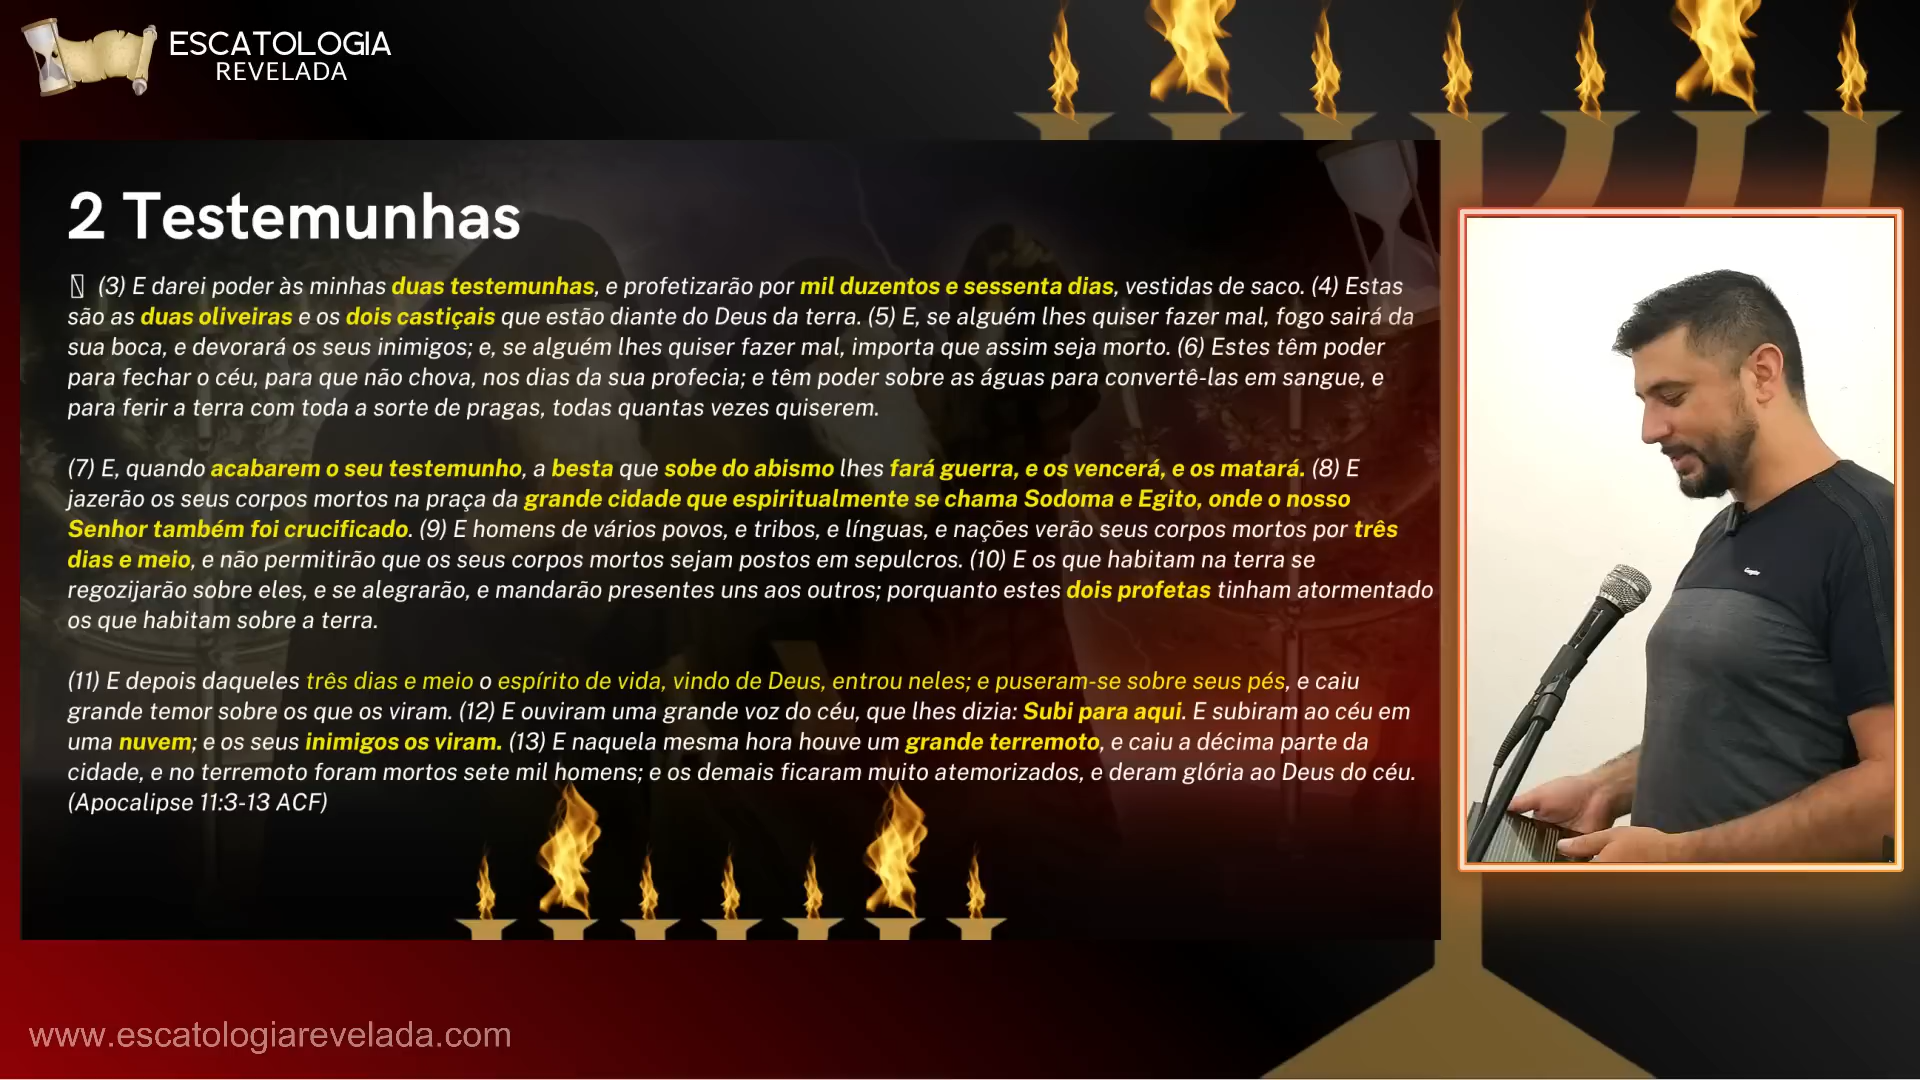 ESCATOLOGIA
REVELADA
2 Testemunhas
(3) E darei poder às minhas duas testemunhas, e profetizarão por mil duzentos e sessenta dias, vestidas de saco. (4) Estas
são as duas oliveiras e os dois castiçais que estão diante do Deus da terra. (5) E, se alguém lhes quiser fazer mal, fogo sairá da
sua boca, e devorará os seus inimigos; e, se alguém lhes quiser fazer mal, importa que assim seja morto. (6) Estes têm poder
para fechar o céu, para que não chova, nos dias da sua profecia; e têm poder sobre as águas para convertê-las em sangue, e
para ferir a terra com toda a sorte de pragas, todas quantas vezes quiserem.
(7) E, quando acabarem o seu testemunho, a besta que sobe do abismo lhes fará guerra, e os vencerá, e os matará. (8) E
jazerão os seus corpos mortos na praça da grande cidade que espiritualmente se chama Sodoma e Egito, onde o nosso
Senhor também foi crucificado. (9) E homens de vários povos, e tribos, e línguas, e nações verão seus corpos mortos por três
dias e meio, e não permitirão que os seus corpos mortos sejam postos em sepulcros. (10) E os que habitam na terra se
regozijarão sobre eles, e se alegrarão, e mandarão presentes uns aos outros; porquanto estes dois profetas tinham atormentado
os que habitam sobre a terra.
(11) E depois daqueles três dias e meio o espírito de vida, vindo de Deus, entrou neles; e puseram-se sobre seus pés, e caiu
grande temor sobre os que os viram. (12) E ouviram uma grande voz do céu, que lhes dizia: Subi para aqui. E subiram ao céu em
uma nuvem; e os seus inimigos os viram. (13) E naquela mesma hora houve um grande terremoto, e caiu a décima parte da
cidade, e no terremoto foram mortos sete mil homens; e os demais ficaram muito atemorizados, e deram glória ao Deus do céu.
(Apocalipse 11:3-13 ACF)
www.escatologiarevelada.com